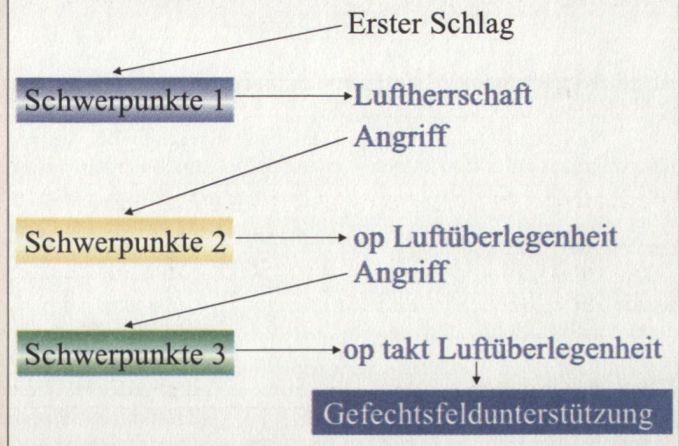 Erster Schlag
Schwerpunkte 1 Luftherrschaft
Angriff
Schwerpunkte 2 op Luftüberlegenheit
Angriff
Schwerpunkte 3 op takt Luftüberlegenheit
Gefechtsfeldunterstützung